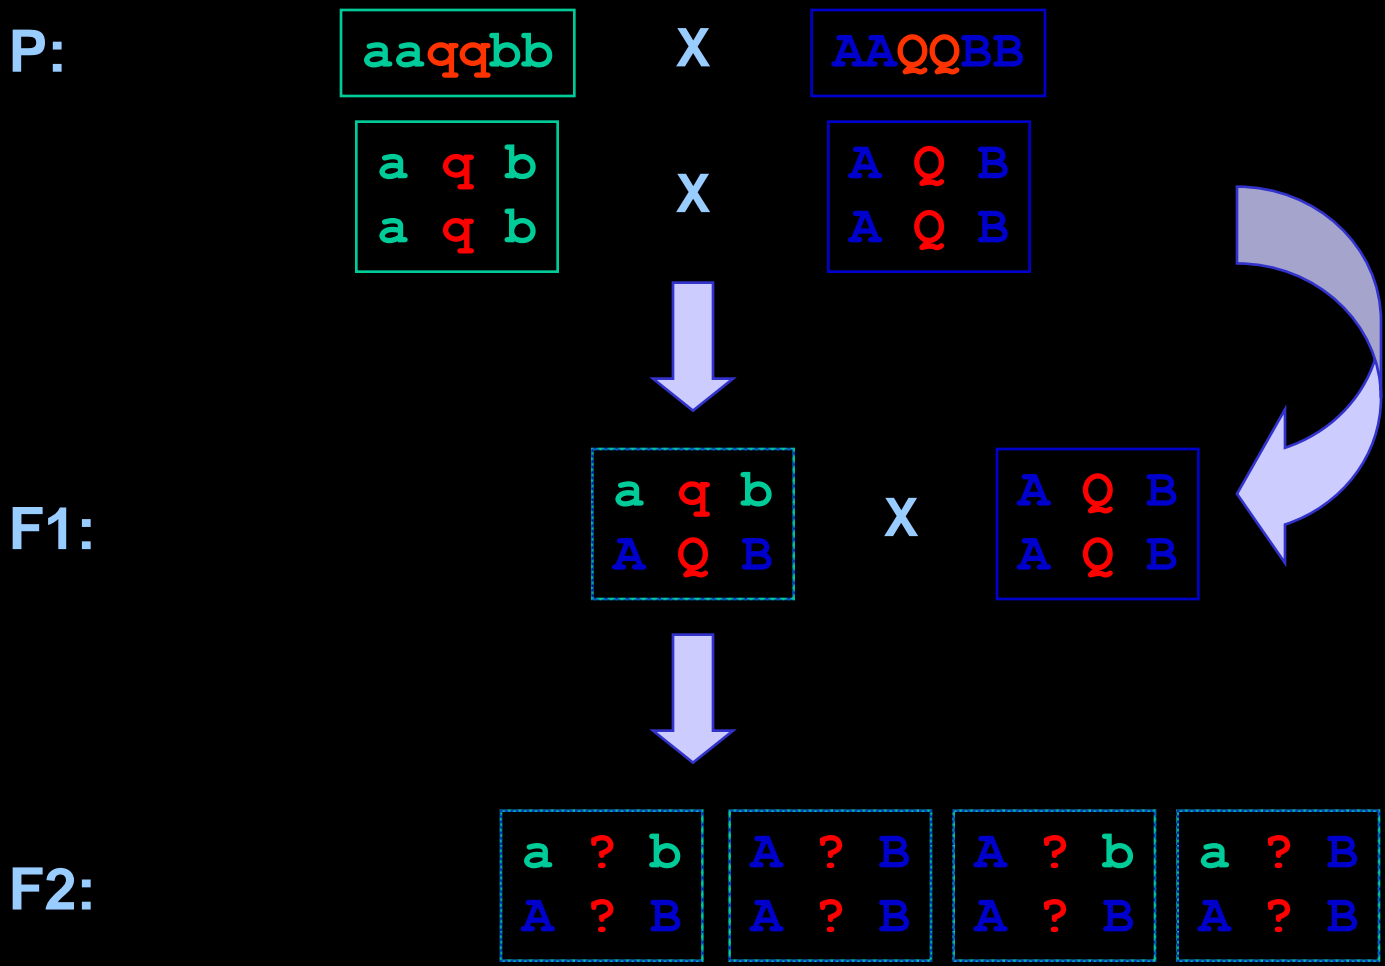 P: aaqqbb X AAQQBB
a q b A Q B
X
a q b A Q B
a q b A Q B
F1: X
A Q B A Q B
a ? b A ? B A ? b a ? B
F2:
A ? B A ? B A ? B A ? B